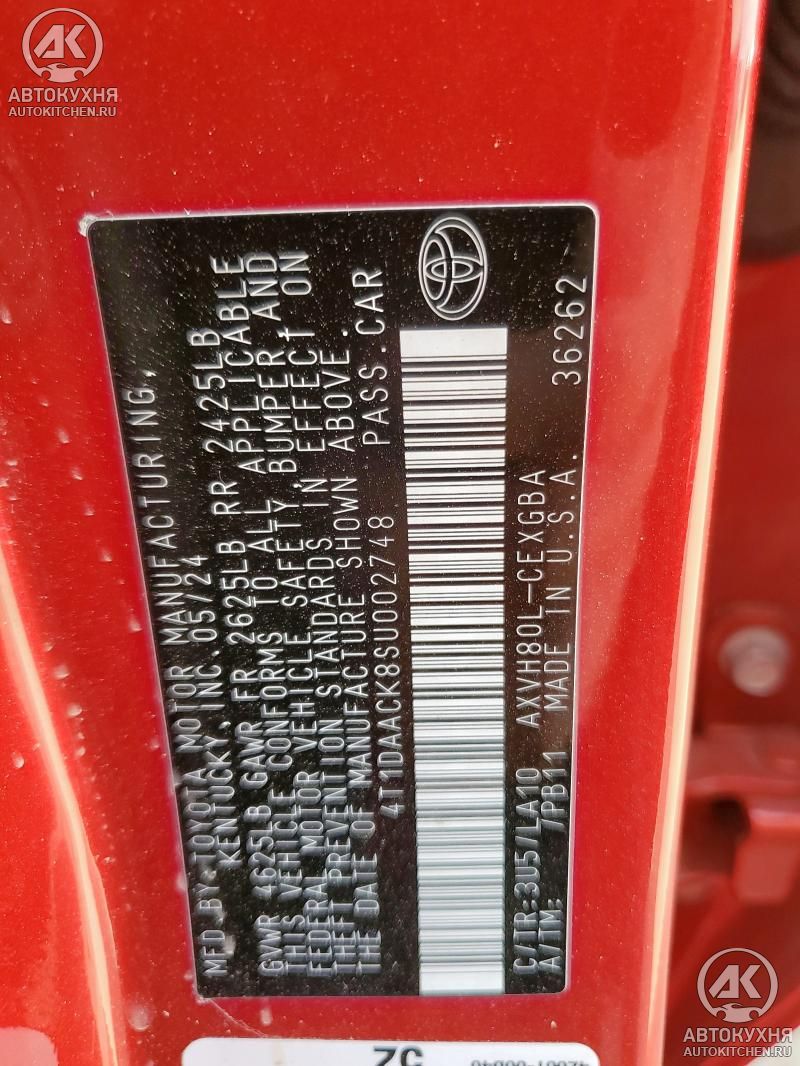 АК
АВТОКУХНЯ
AUTOKITCHEN.RU
MFD BY:TOYOTA MOTOR MANUFACTURING,
KENTUCKY, INC.05/24
GVWR 4625LB GAWR FR 2625LB RR 2425LB
THIS VEHICLE CONFORMS TO ALL APPLICABLE
FEDERAL MOTOR VEHICLE SAFETY, BUMPER, AND
THEFT PREVENTION STANDARDS IN EFFECT ON
THE DATE OF MANUFACTURE SHOWN ABOVE.
4T1DAACK8SU002748 PASS.CAR
C/TR:3U5/LA10 AXVH80L-CEXGBA
A/TM: /PB11 MADE IN U.S.A. 36262
52
АК
АВТОКУХНЯ
AUTOKITCHEN.RU